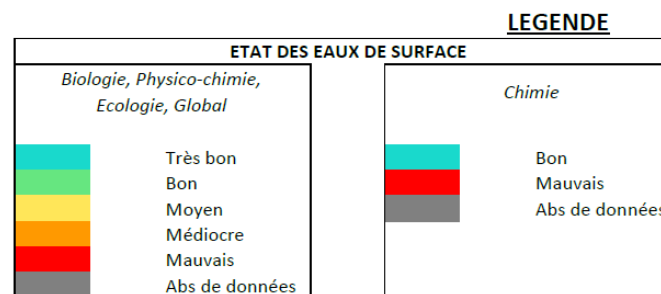 LEGENDE
ETAT DES EAUX DE SURFACE
Biologie, Physico-chimie,
Ecologie, Global
Très bon
Bon
Moyen
Médiocre
Mauvais
Abs de données
Chimie
Bon
Mauvais
Abs de données